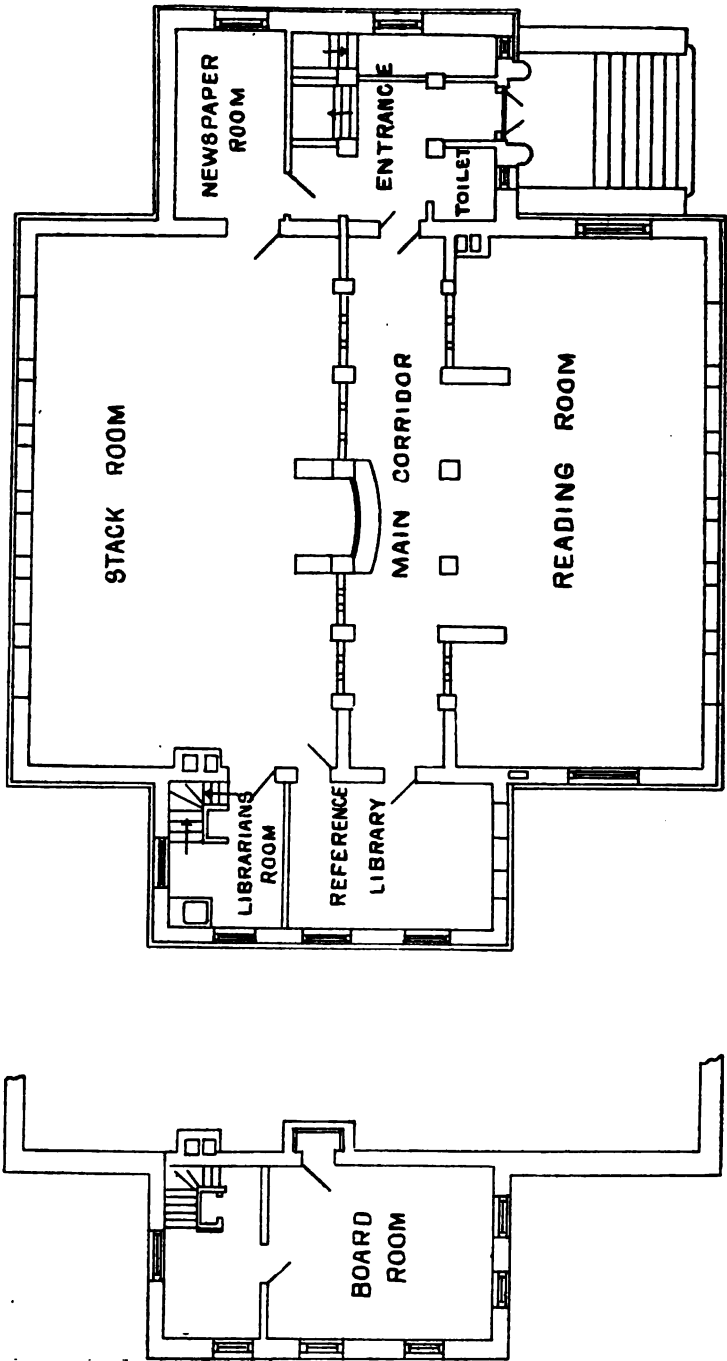 NEWSPAPER
ROOM
ENTRANCE
TOILET
STACK ROOM
MAIN CORRIDOR
READING ROOM
LIBRARIANS
ROOM
REFERENCE
LIBRARY
BOARD
ROOM